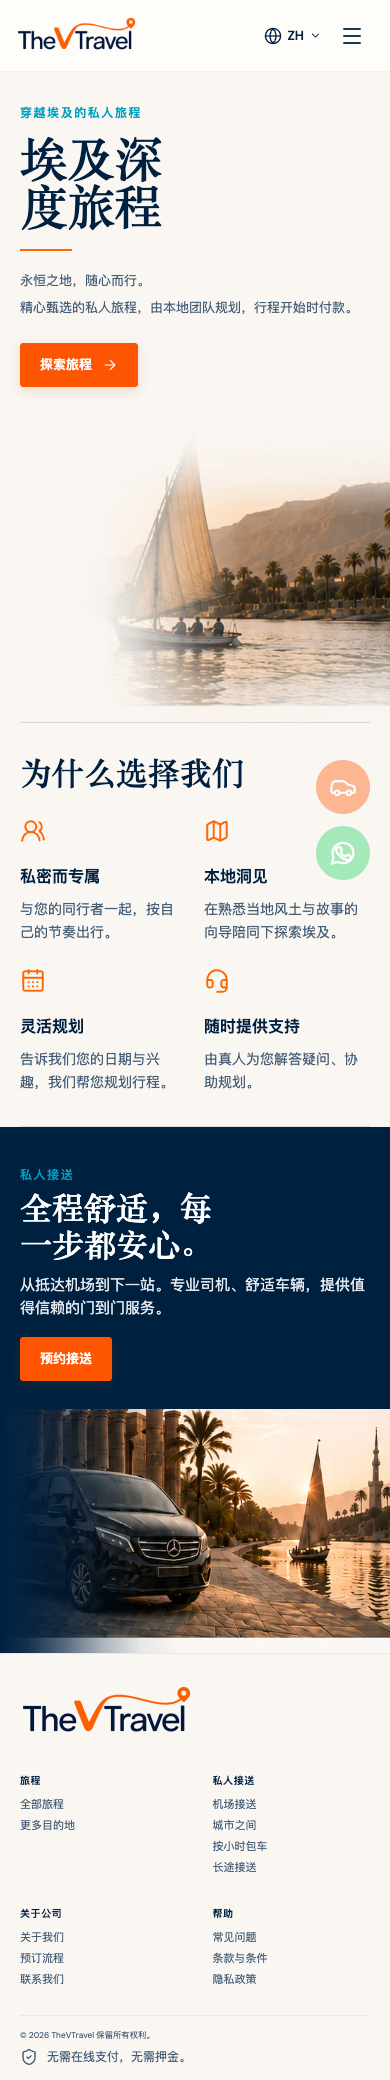 TheVTravel
ZH
穿越埃及的私人旅程
埃及深
度旅程
永恒之地，随心而行。
精心甄选的私人旅程，由本地团队规划，行程开始时付款。
探索旅程
为什么选择我们
私密而专属
与您的同行者一起，按自
己的节奏出行。
本地洞见
在熟悉当地风土与故事的
向导陪同下探索埃及。
灵活规划
告诉我们您的日期与兴
趣，我们帮您规划行程。
随时提供支持
由真人为您解答疑问、协
助规划。
私人接送
全程舒适，每
一步都安心。
从抵达机场到下一站。专业司机、舒适车辆，提供值
得信赖的门到门服务。
预约接送
TheVTravel
旅程
全部旅程
更多目的地
私人接送
机场接送
城市之间
按小时包车
长途接送
关于公司
关于我们
预订流程
联系我们
帮助
常见问题
条款与条件
隐私政策
© 2026 TheVTravel 保留所有权利。
无需在线支付，无需押金。